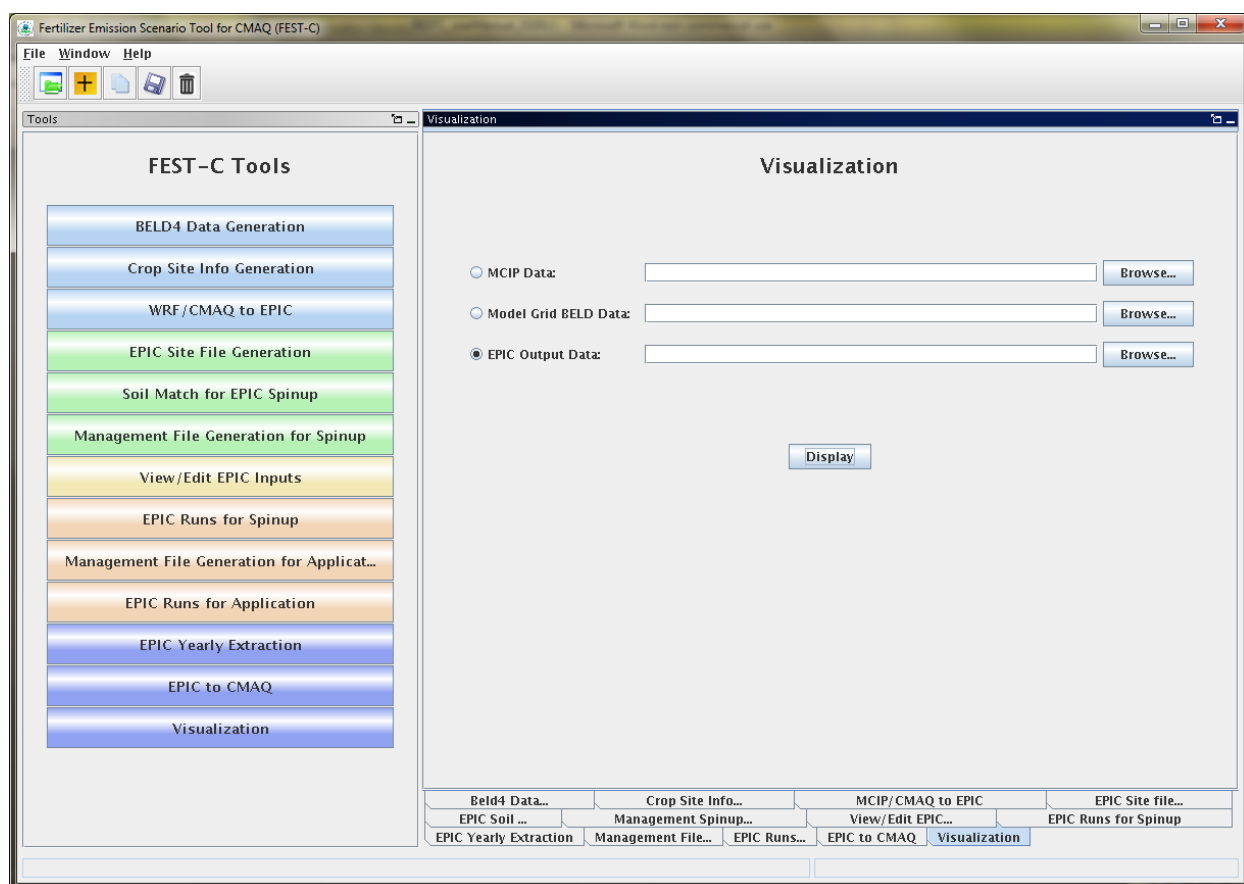 Fertilizer Emission Scenario Tool for CMAQ (FEST-C)
File Window Help
Tools
Visualization
FEST-C Tools
BELD4 Data Generation
Crop Site Info Generation
WRF/CMAQ to EPIC
EPIC Site File Generation
Soil Match for EPIC Spinup
Management File Generation for Spinup
View/Edit EPIC Inputs
EPIC Runs for Spinup
Management File Generation for Applicat...
EPIC Runs for Application
EPIC Yearly Extraction
EPIC to CMAQ
Visualization
Visualization
MCIP Data: Browse...
Model Grid BELD Data: Browse...
EPIC Output Data: Browse...
Display
Beld4 Data... Crop Site Info... MCIP/CMAQ to EPIC EPIC Site file...
EPIC Soil ... Management Spinup... View/Edit EPIC... EPIC Runs for Spinup
EPIC Yearly Extraction Management File... EPIC Runs... EPIC to CMAQ Visualization